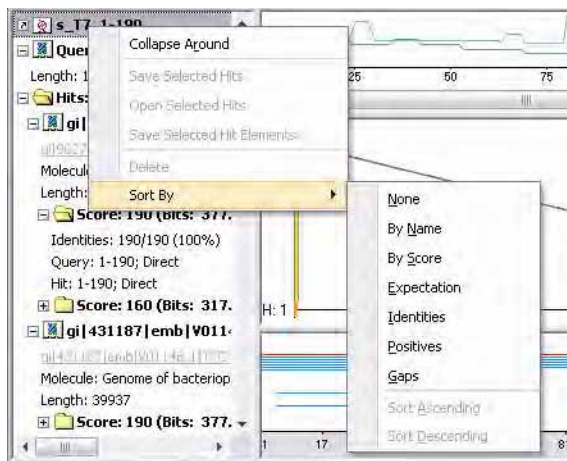 s_T7 1-190
Quer
Length: 1
Hits:
gi|
Molecul
Length:
Score: 190 (Bits: 377.
Identities: 190/190 (100%)
Query: 1-190; Direct
Hit: 1-190; Direct
Score: 160 (Bits: 317.
gi|431187|emb|V011
Molecule: Genome of bacteriop
Length: 39937
Score: 190 (Bits: 377.
Collapse Around
Save Selected Hits
Open Selected Hits
Save Selected Hit Elements
Delete
Sort By
None
By Name
By Score
Expectation
Identities
Positives
Gaps
Sort Ascending
Sort Descending
25 50 75
H: 1
1 17 81